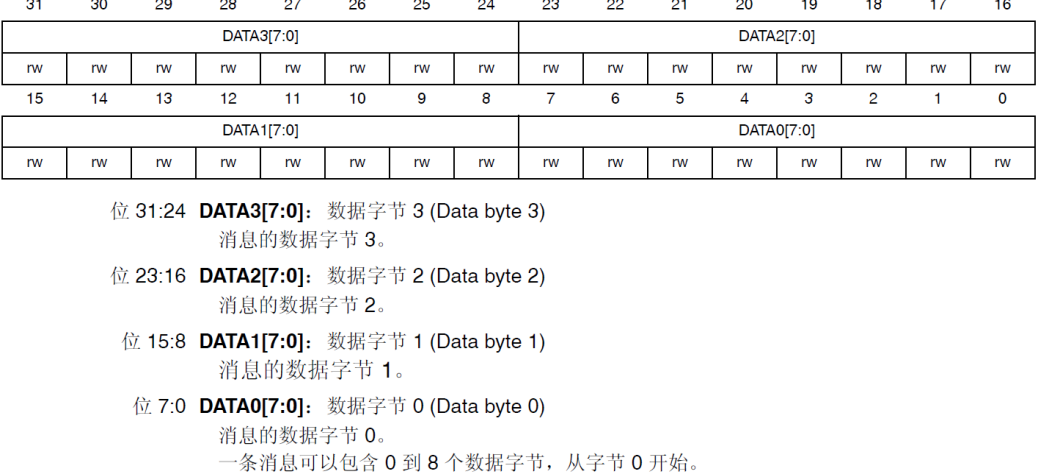 31 30 29 28 27 26 25 24 23 22 21 20 19 18 17 16
DATA3[7:0] DATA2[7:0]
rw rw rw rw rw rw rw rw rw rw rw rw rw rw rw rw
15 14 13 12 11 10 9 8 7 6 5 4 3 2 1 0
DATA1[7:0] DATA0[7:0]
rw rw rw rw rw rw rw rw rw rw rw rw rw rw rw rw
位 31:24 DATA3[7:0]： 数据字节 3 (Data byte 3)
消息的数据字节 3。
位 23:16 DATA2[7:0]： 数据字节 2 (Data byte 2)
消息的数据字节 2。
位 15:8 DATA1[7:0]： 数据字节 1 (Data byte 1)
消息的数据字节 1。
位 7:0 DATA0[7:0]： 数据字节 0 (Data byte 0)
消息的数据字节 0。
一条消息可以包含 0 到 8 个数据字节，从字节 0 开始。